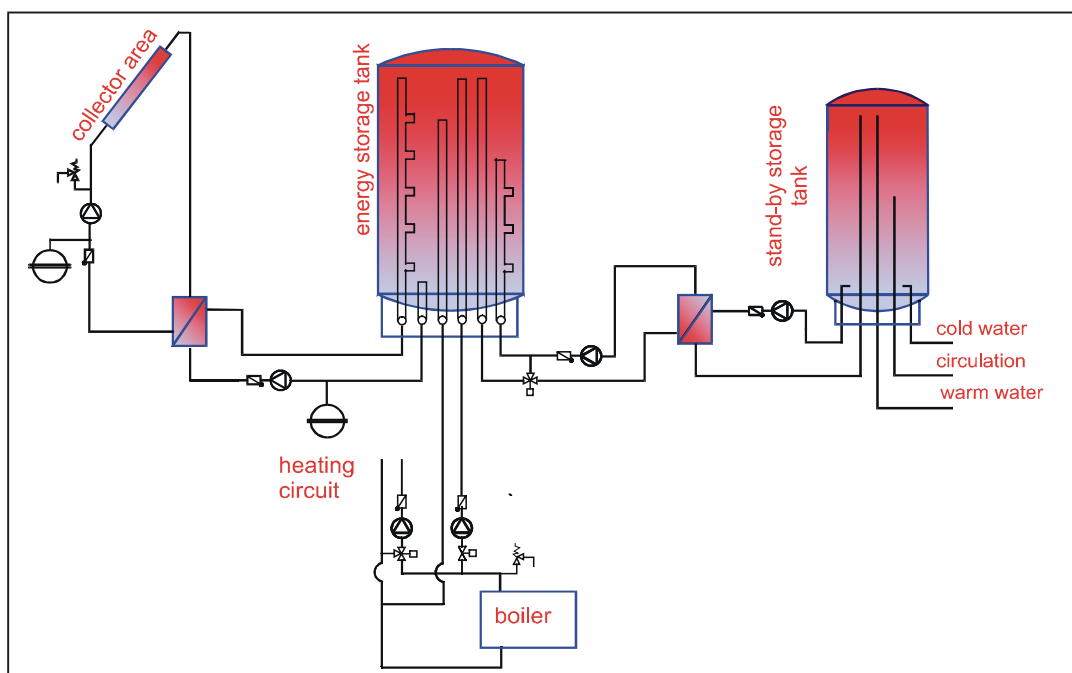 collector area
energy storage tank
stand-by storage
tank
cold water
circulation
warm water
heating
circuit
boiler